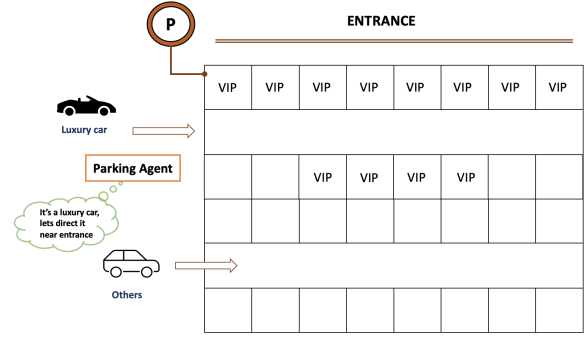 P
ENTRANCE
VIP VIP VIP VIP VIP VIP VIP VIP
Luxury car
Parking Agent
VIP VIP VIP VIP
It's a luxury car,
lets direct it
near entrance
Others